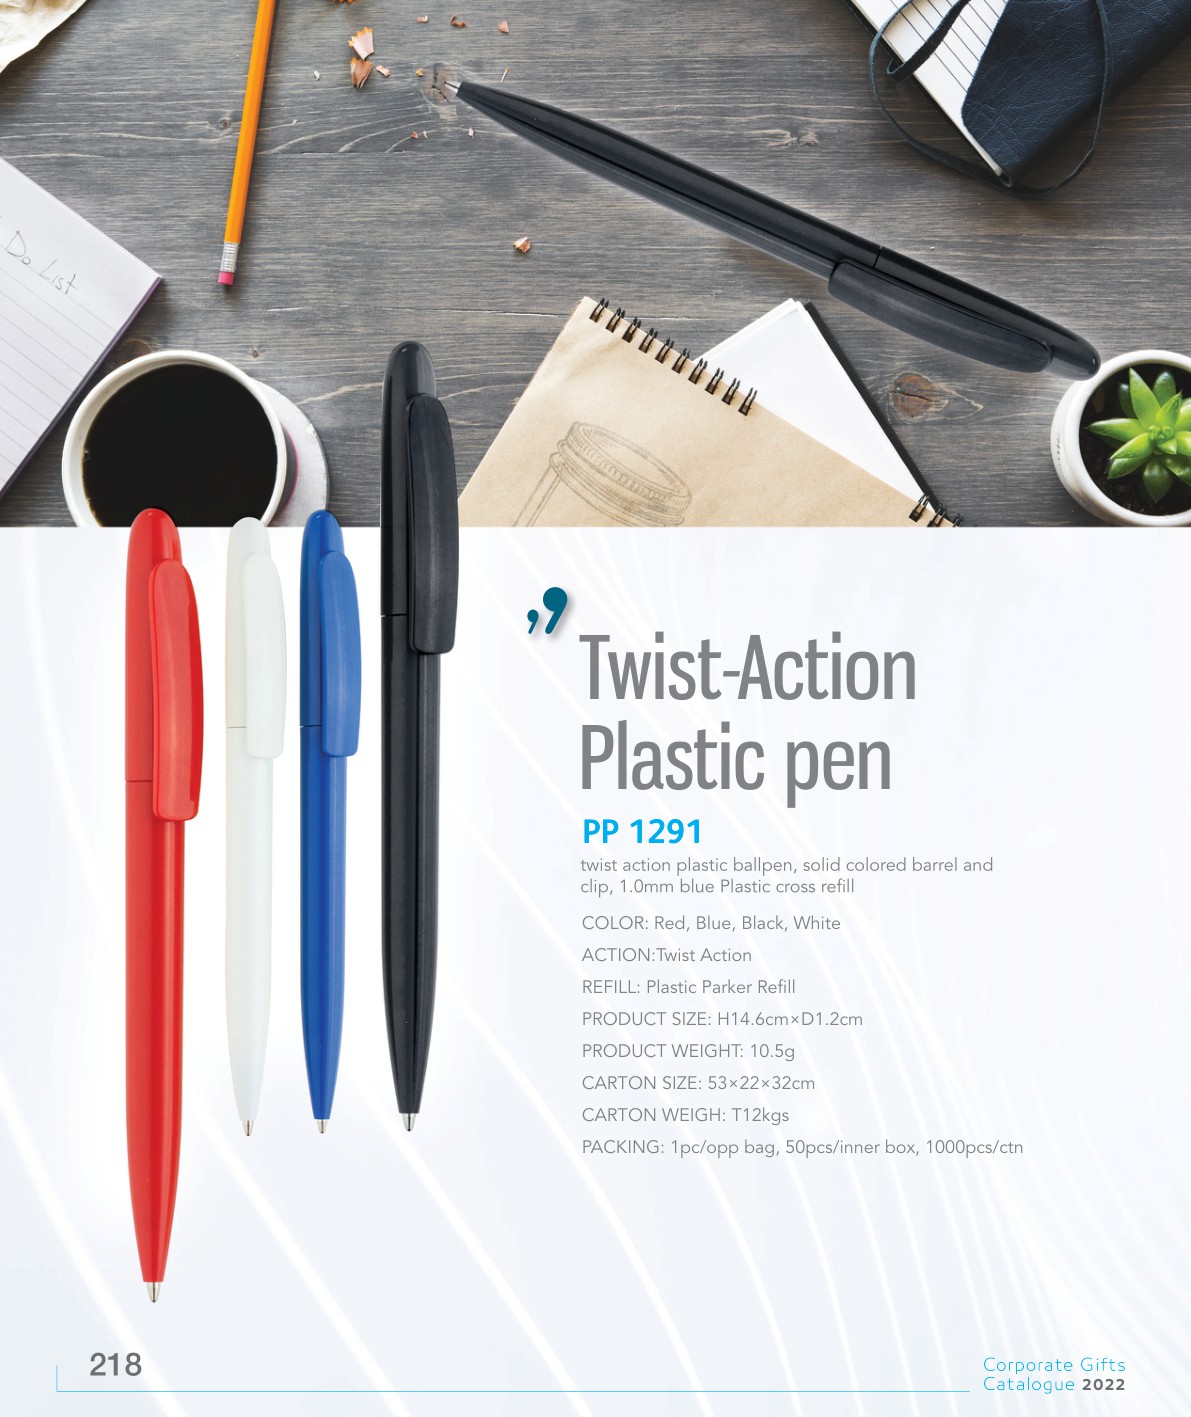 Do List
Twist-Action
Plastic pen
PP 1291
twist action plastic ballpen, solid colored barrel and
clip, 1.0mm blue Plastic cross refill
COLOR: Red, Blue, Black, White
ACTION:Twist Action
REFILL: Plastic Parker Refill
PRODUCT SIZE: H14.6cm×D1.2cm
PRODUCT WEIGHT: 10.5g
CARTON SIZE: 53×22×32cm
CARTON WEIGH: T12kgs
PACKING: 1pc/opp bag, 50pcs/inner box, 1000pcs/ctn
218
Corporate Gifts
Catalogue 2022